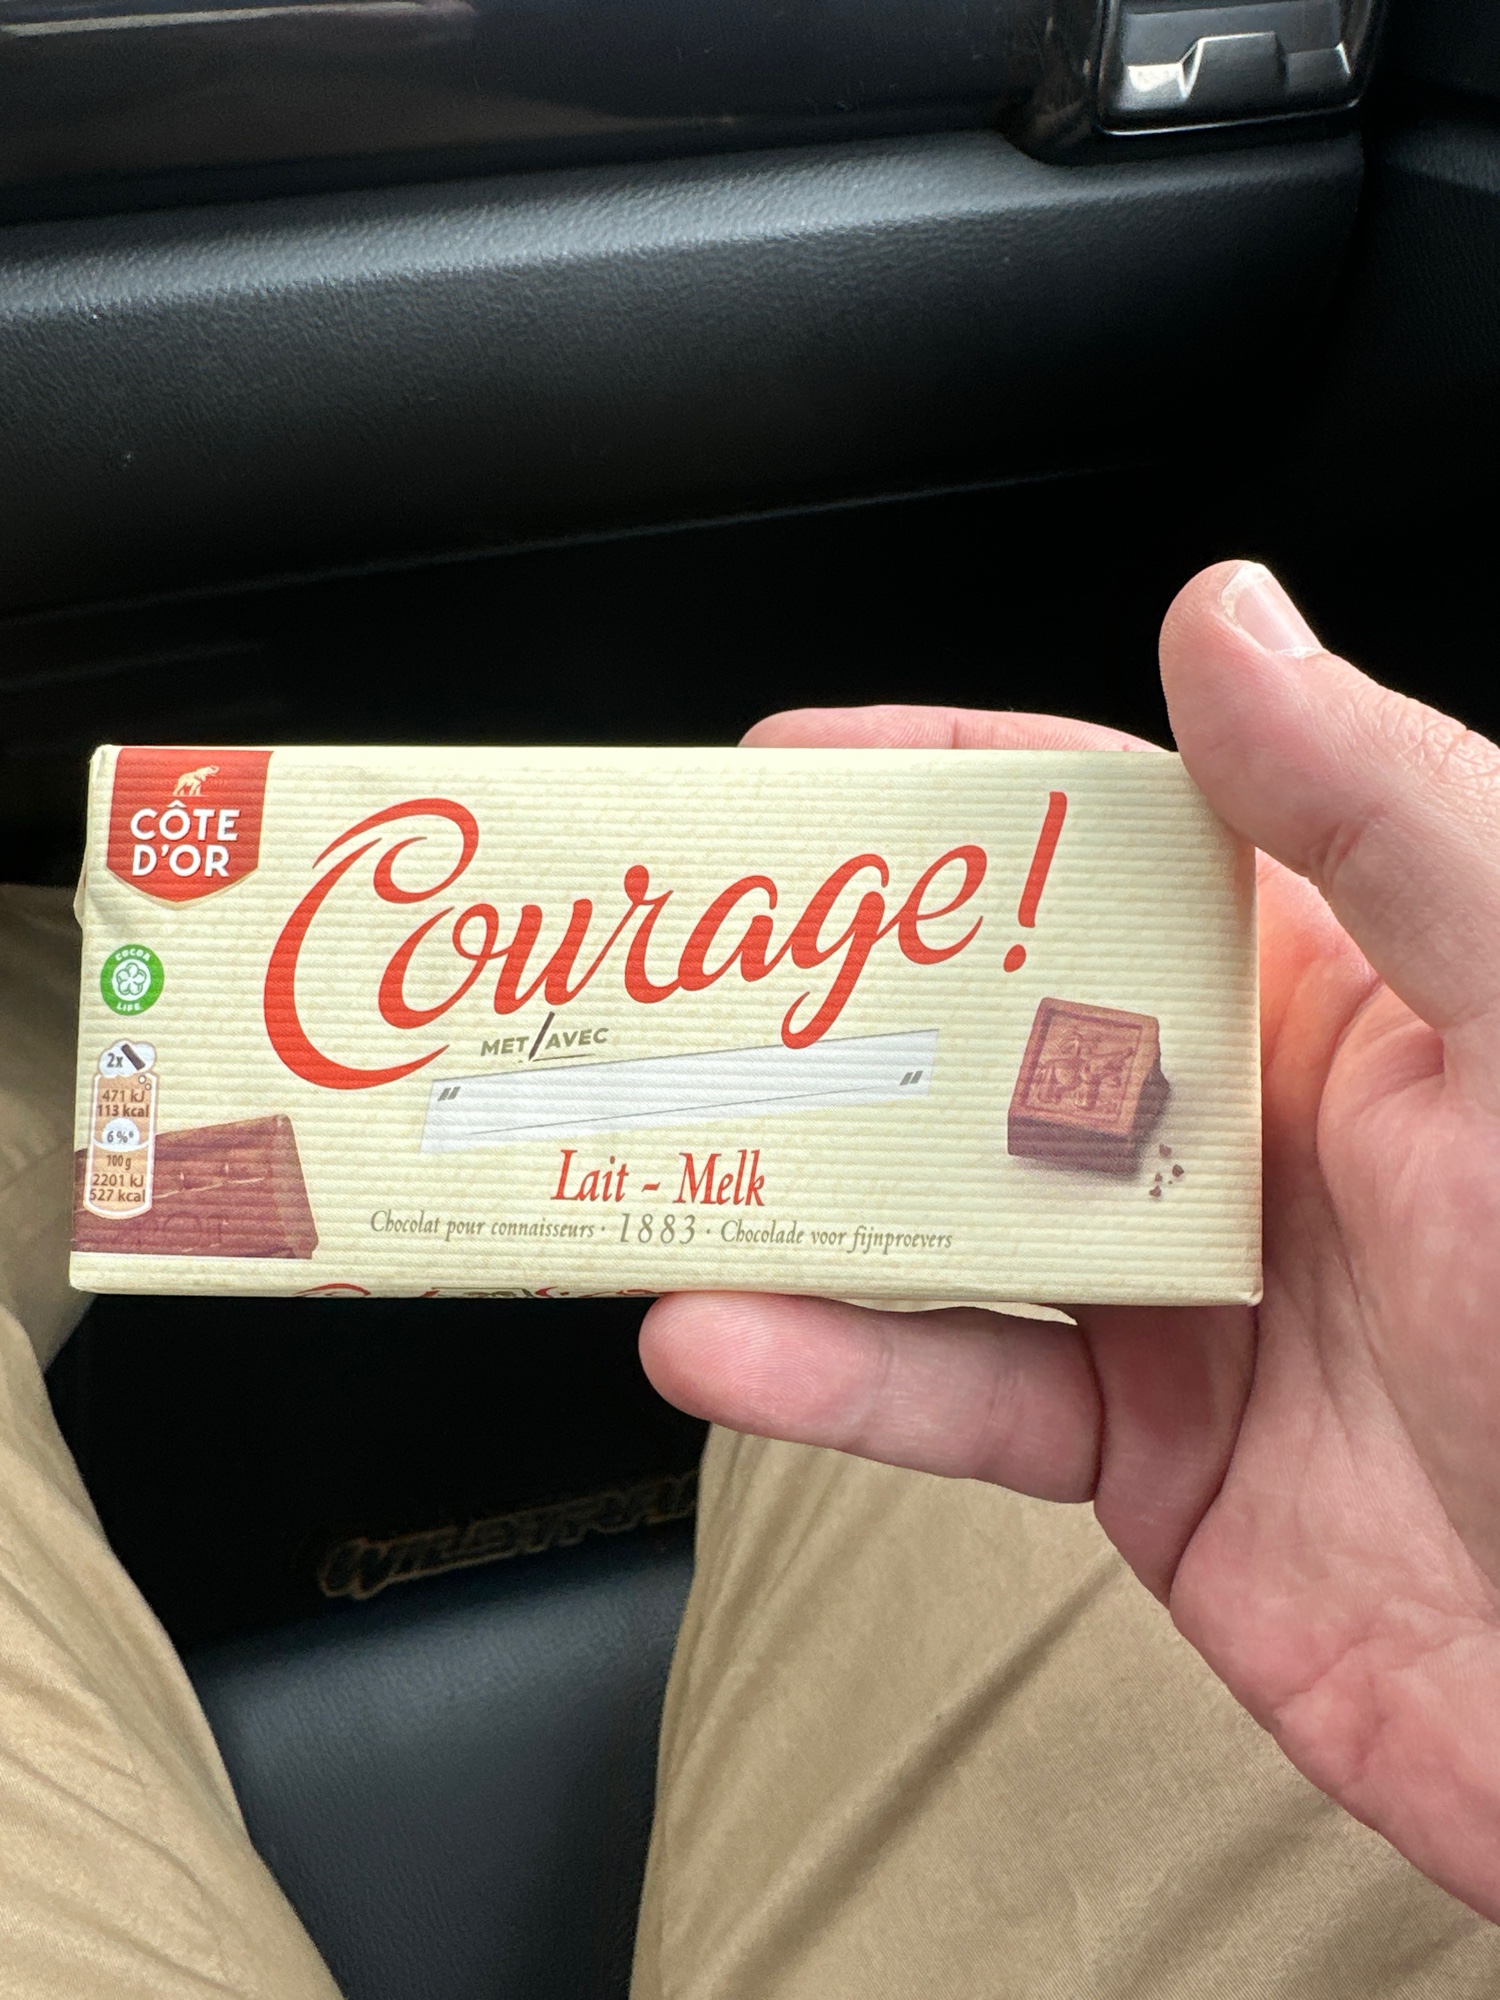 CÔTE
D'OR
Courage!
COCOA
LIFE
MET/AVEC
" "
2x
471 kJ
113 kcal
6%*
100 g
2201 kJ
527 kcal
Lait - Melk
Chocolat pour connaisseurs · 1883 · Chocolade voor fijnproevers